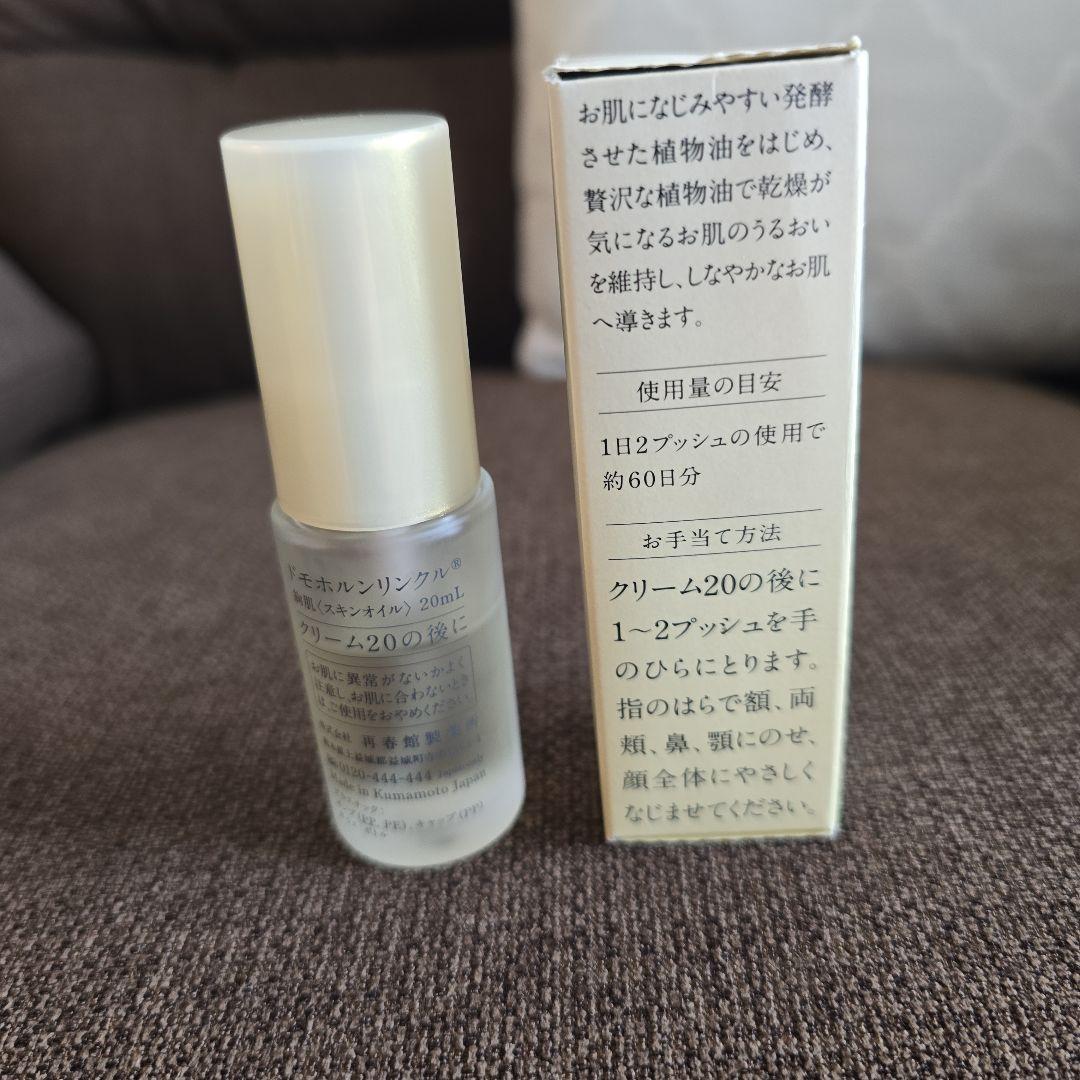 ドモホルンリンクル®
肌〈スキンオイル〉 20mL
クリーム20の後に
お肌に異常がないかよく
注意し、お肌に合わないとき
は、ご使用をおやめください。
株式会社 再春館製薬所
0120-444-444
Made in Kumamoto Japan
(PP, PE), キャップ(PP)
お肌になじみやすい発酵
させた植物油をはじめ、
贅沢な植物油で乾燥が
気になるお肌のうるおい
を維持し、しなやかなお肌
へ導きます。
使用量の目安
1日2プッシュの使用で
約60日分
お手当て方法
クリーム20の後に
1〜2プッシュを手
のひらにとります。
指のはらで額、両
頬、鼻、顎にのせ、
顔全体にやさしく
なじませてください。